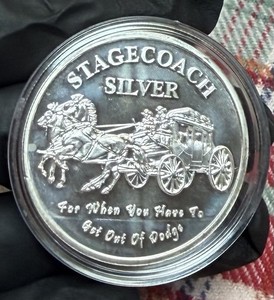 STAGECOACH
SILVER
For When You Have To
Get Out Of Dodge